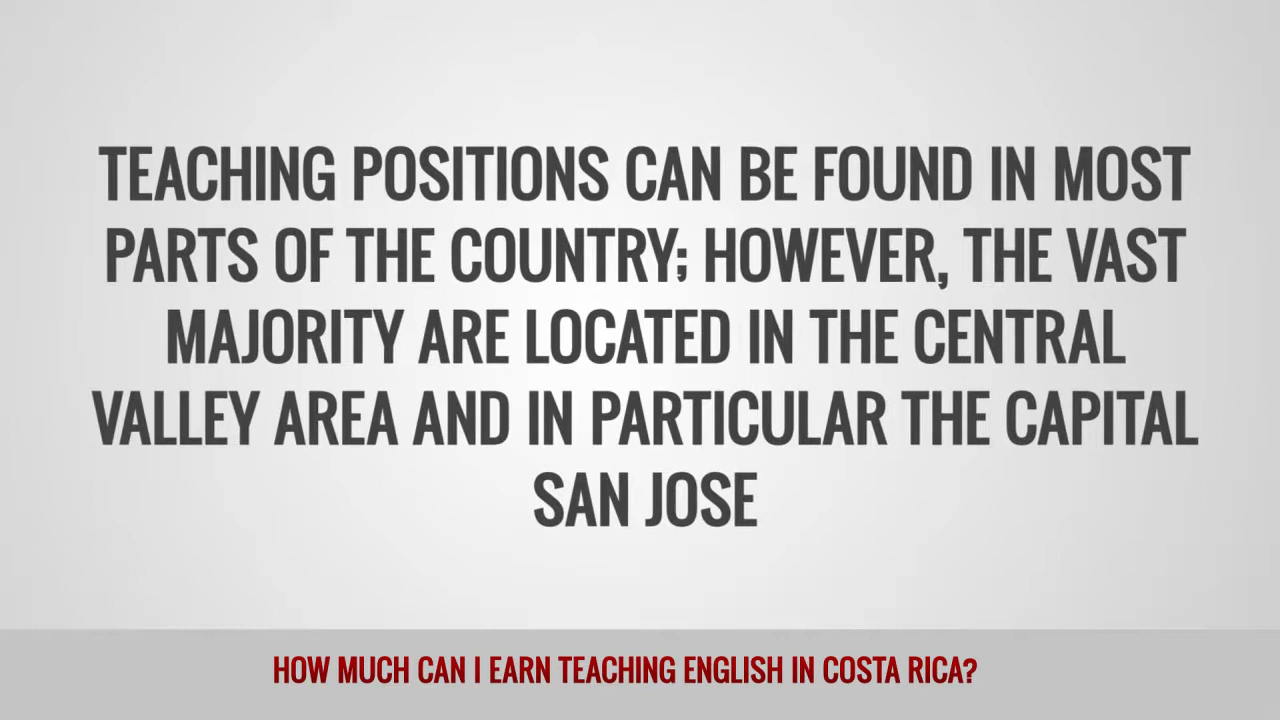 TEACHING POSITIONS CAN BE FOUND IN MOST
PARTS OF THE COUNTRY; HOWEVER, THE VAST
MAJORITY ARE LOCATED IN THE CENTRAL
VALLEY AREA AND IN PARTICULAR THE CAPITAL
SAN JOSE
HOW MUCH CAN I EARN TEACHING ENGLISH IN COSTA RICA?